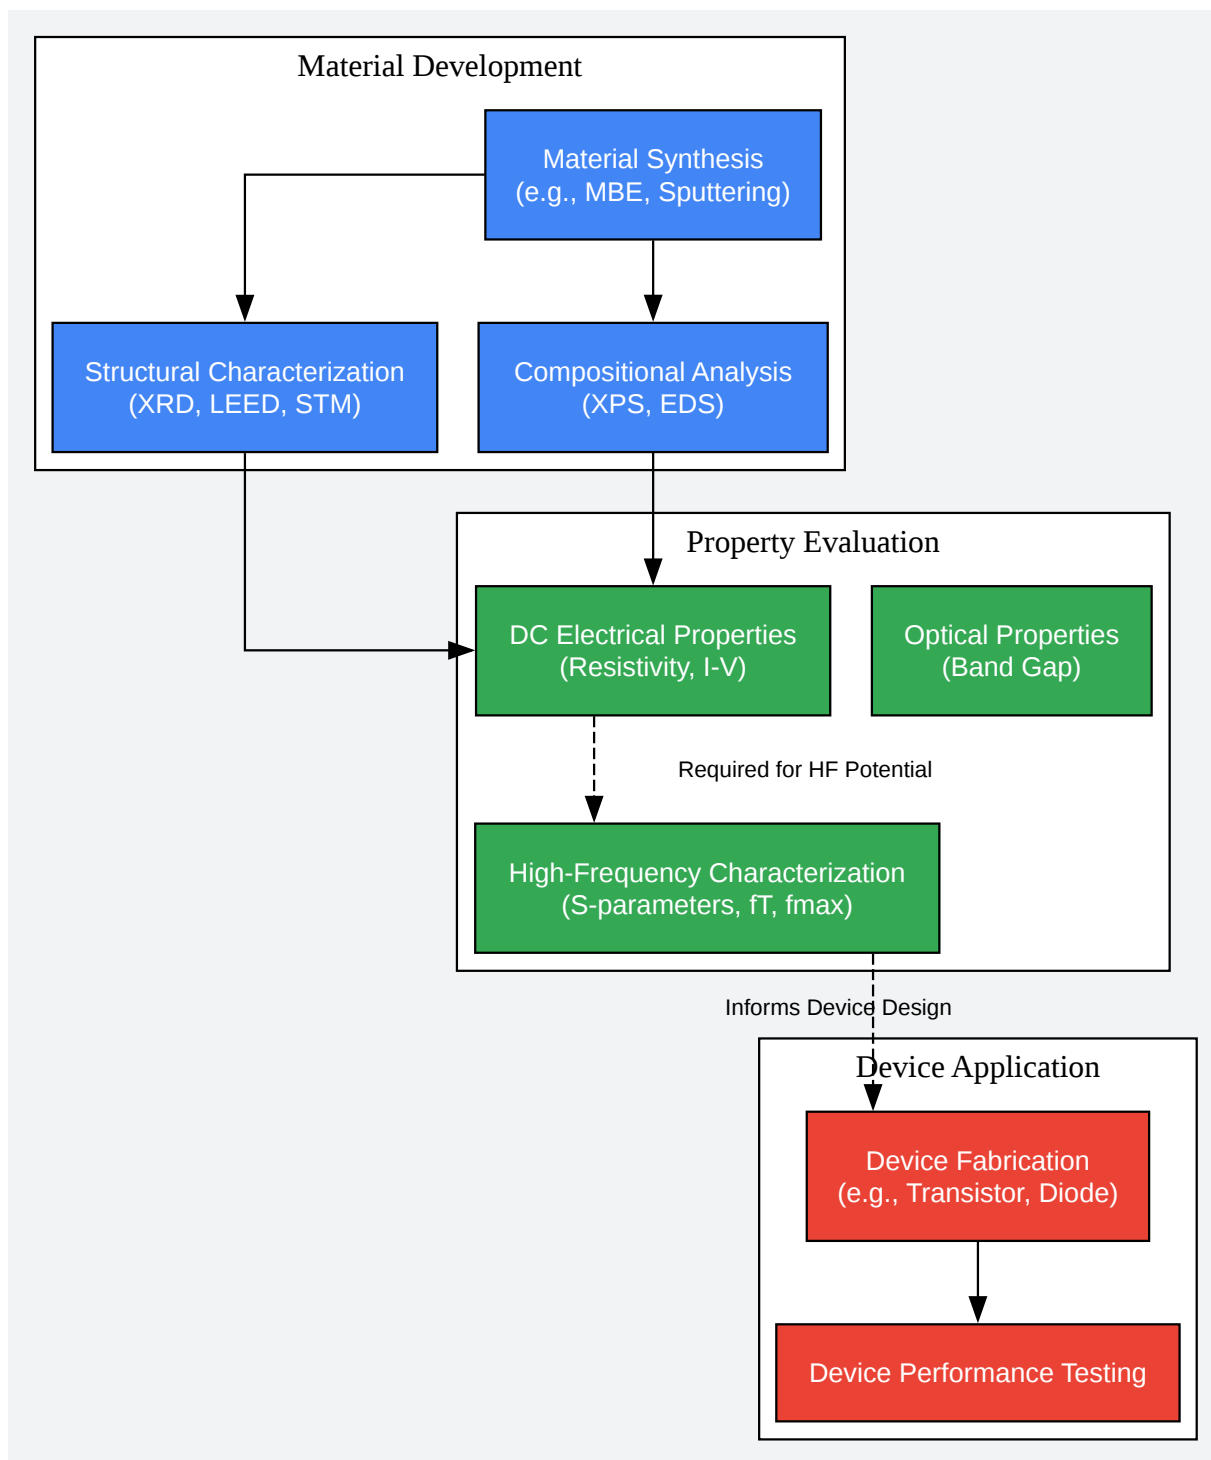 Material Development
Material Synthesis
(e.g., MBE, Sputtering)
Structural Characterization
(XRD, LEED, STM)
Compositional Analysis
(XPS, EDS)
Property Evaluation
DC Electrical Properties
(Resistivity, I-V)
Optical Properties
(Band Gap)
Required for HF Potential
High-Frequency Characterization
(S-parameters, fT, fmax)
Informs Device Design
Device Application
Device Fabrication
(e.g., Transistor, Diode)
Device Performance Testing